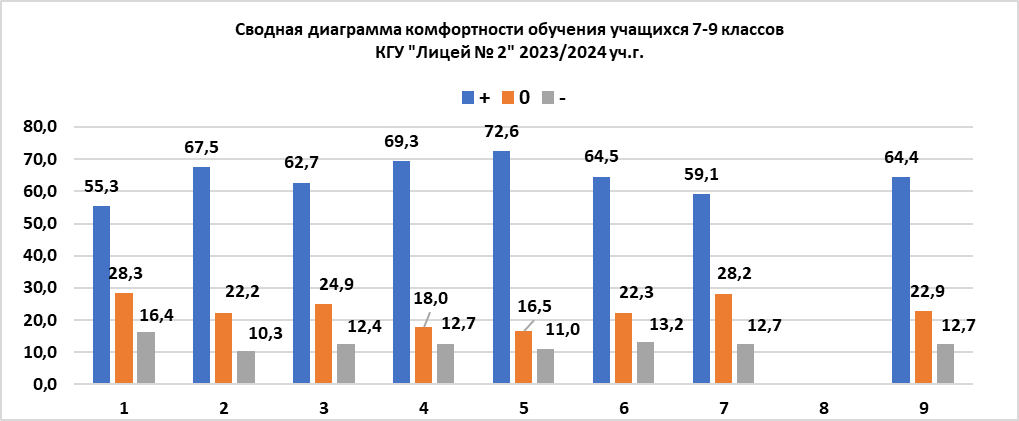 Сводная диаграмма комфортности обучения учащихся 7-9 классов
КГУ "Лицей № 2" 2023/2024 уч.г.
+ 0 -
80,0
70,0
60,0
50,0
40,0
30,0
20,0
10,0
0,0
55,3 28,3 16,4
67,5 22,2 10,3
62,7 24,9 12,4
69,3 18,0 12,7
72,6 16,5 11,0
64,5 22,3 13,2
59,1 28,2 12,7
64,4 22,9 12,7
1 2 3 4 5 6 7 8 9